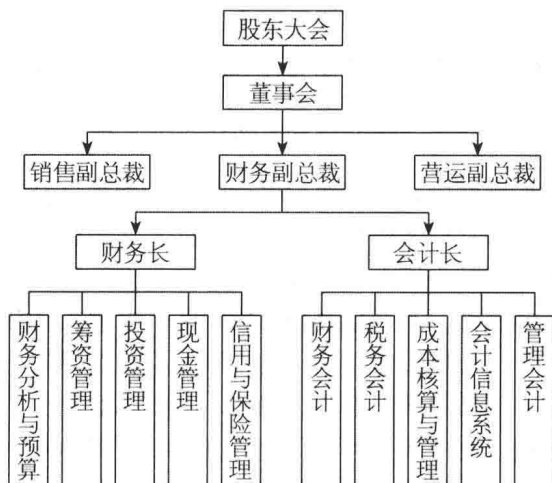 股东大会
董事会
销售副总裁
财务副总裁
营运副总裁
财务长
会计长
财务分析与预算
筹资管理
投资管理
现金管理
信用与保险管理
财务会计
税务会计
成本核算与管理
会计信息系统
管理会计